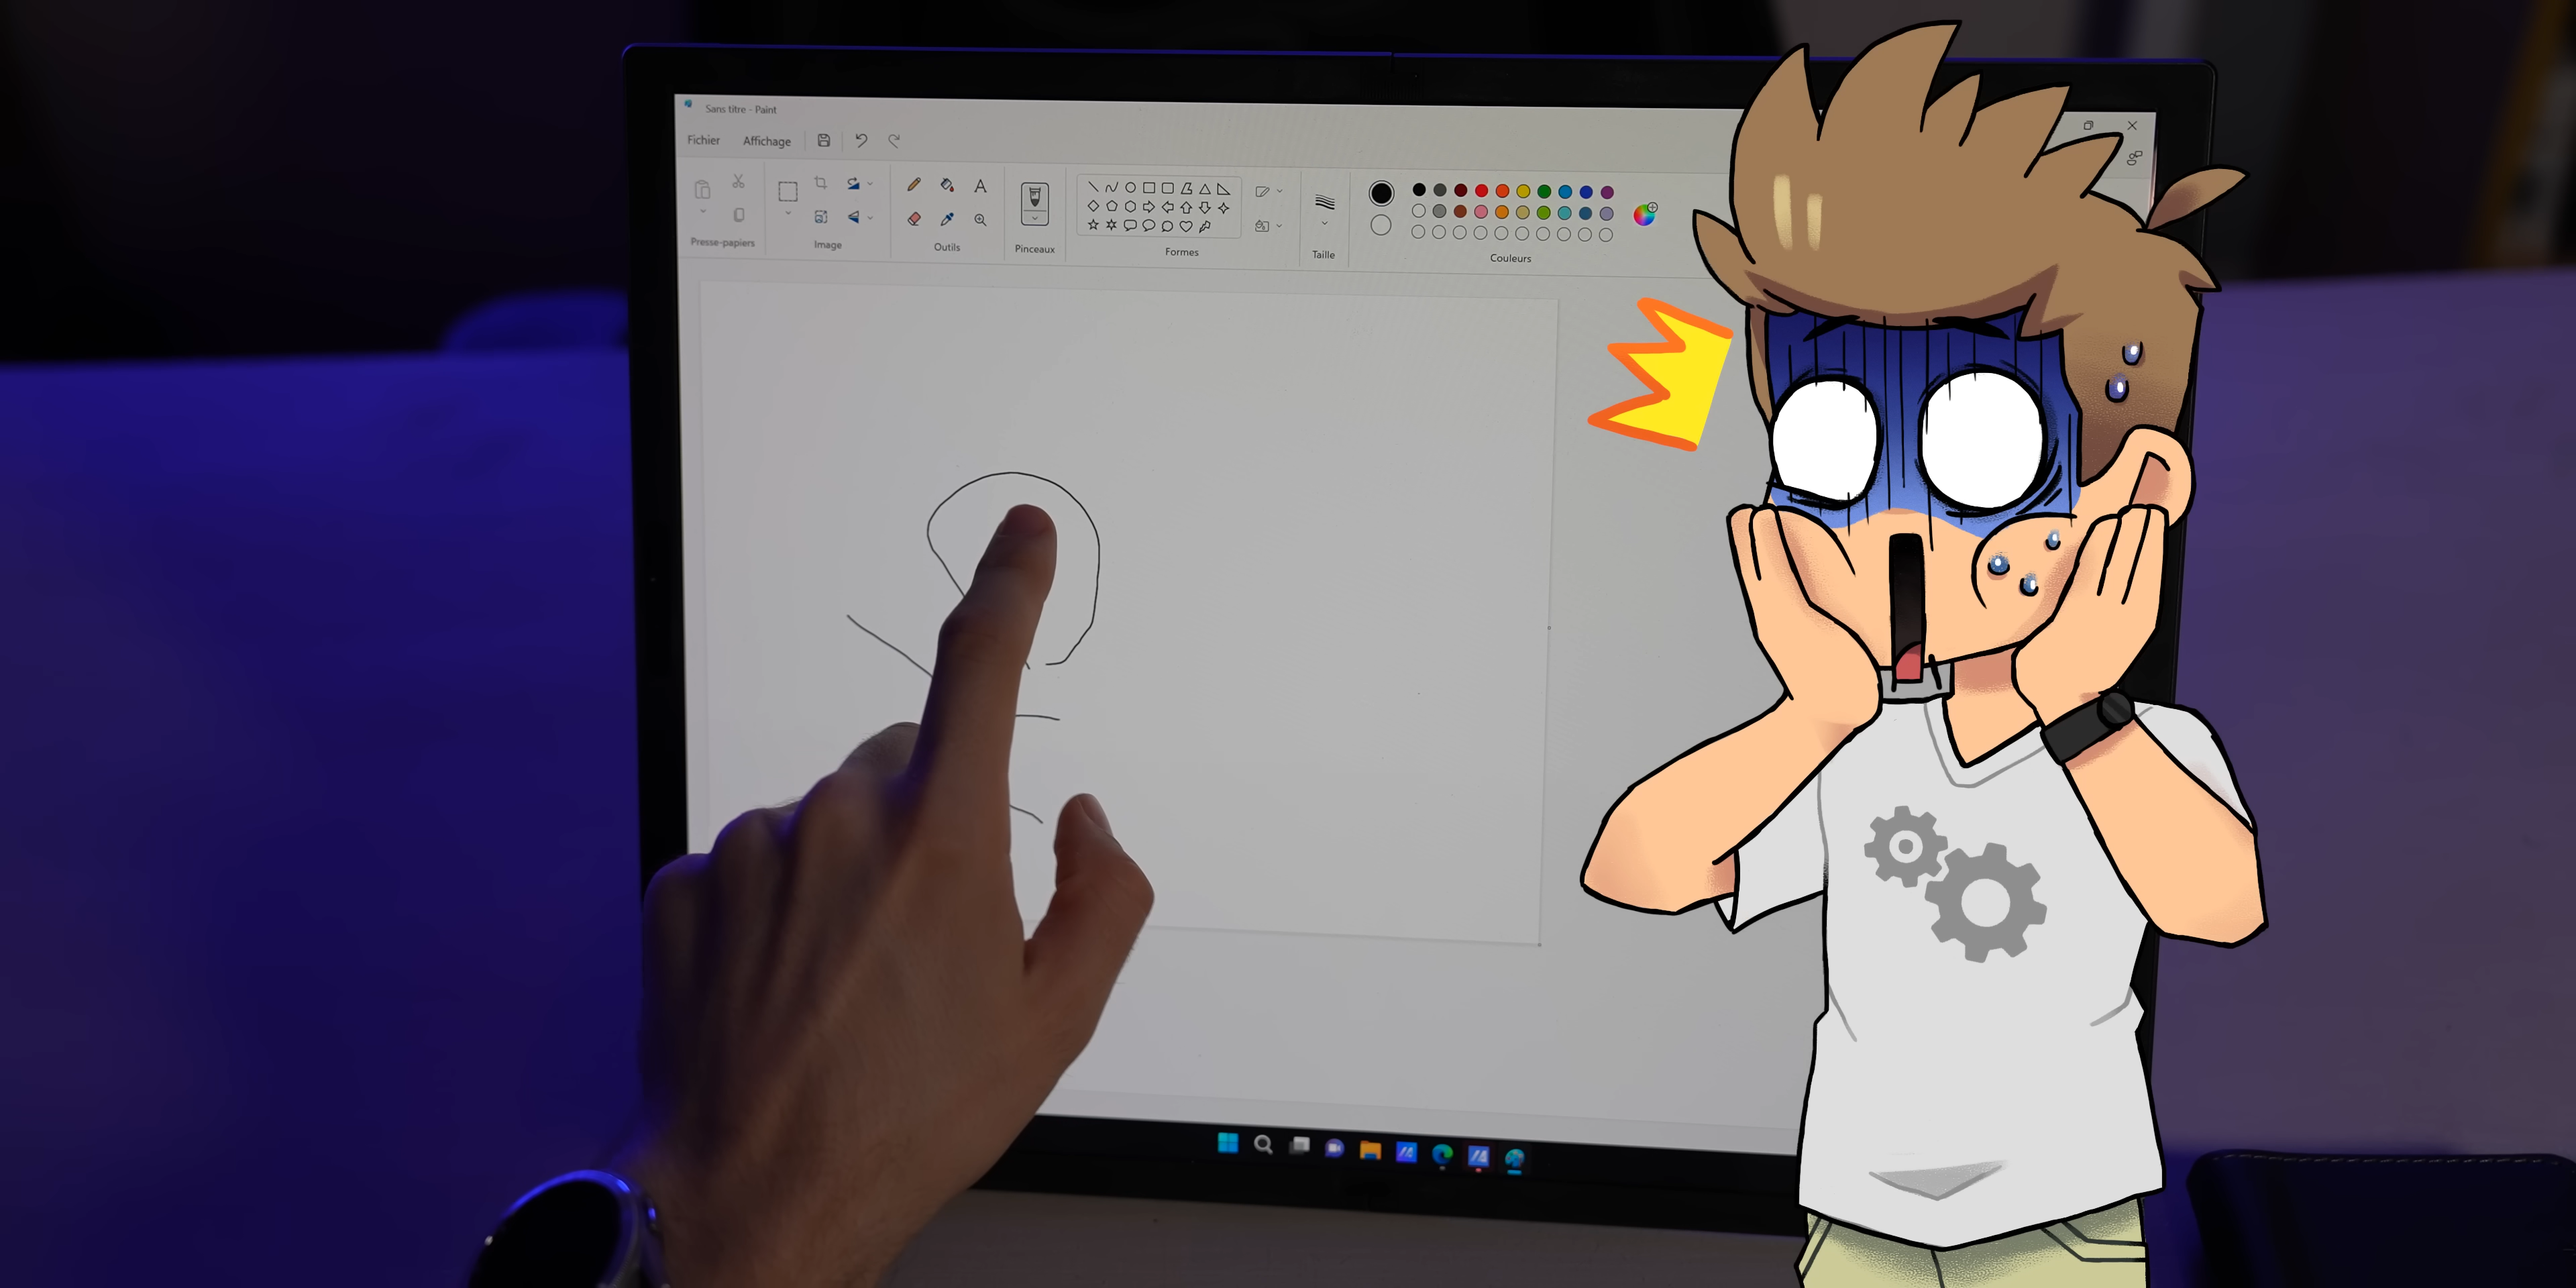 Sans titre - Paint
Fichier Affichage
Presse-papiers Image Outils Pinceaux Formes Taille Couleurs